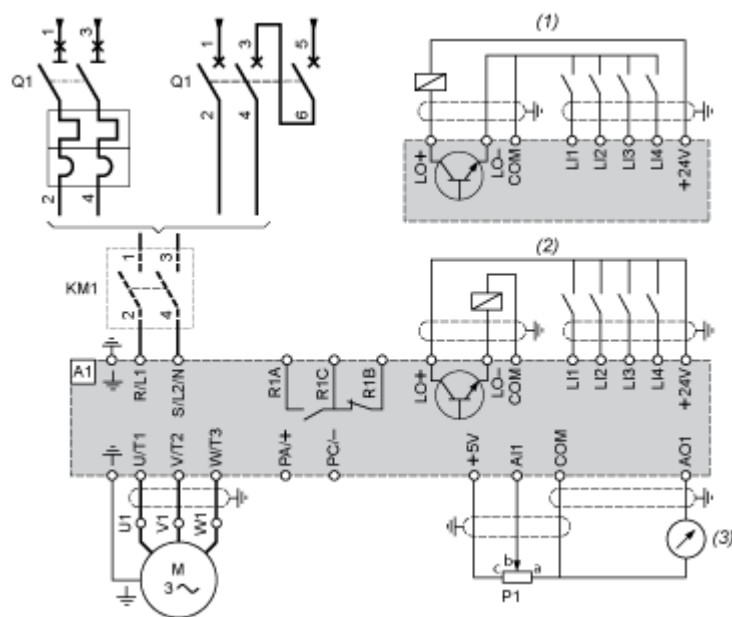 1 3
Q1
2 4
1 3 5
Q1
2 4 6
(1)
LO+ LO- COM LI1 LI2 LI3 LI4 +24V
1 3
KM1
2 4
(2)
A1
R/L1 S/L2/N R1A R1C R1B LO+ LO- COM LI1 LI2 LI3 LI4 +24V
U/T1 V/T2 W/T3 PA/+ PC/– +5V AI1 COM AO1
U1 V1 W1
M
3
c b a
P1
(3)